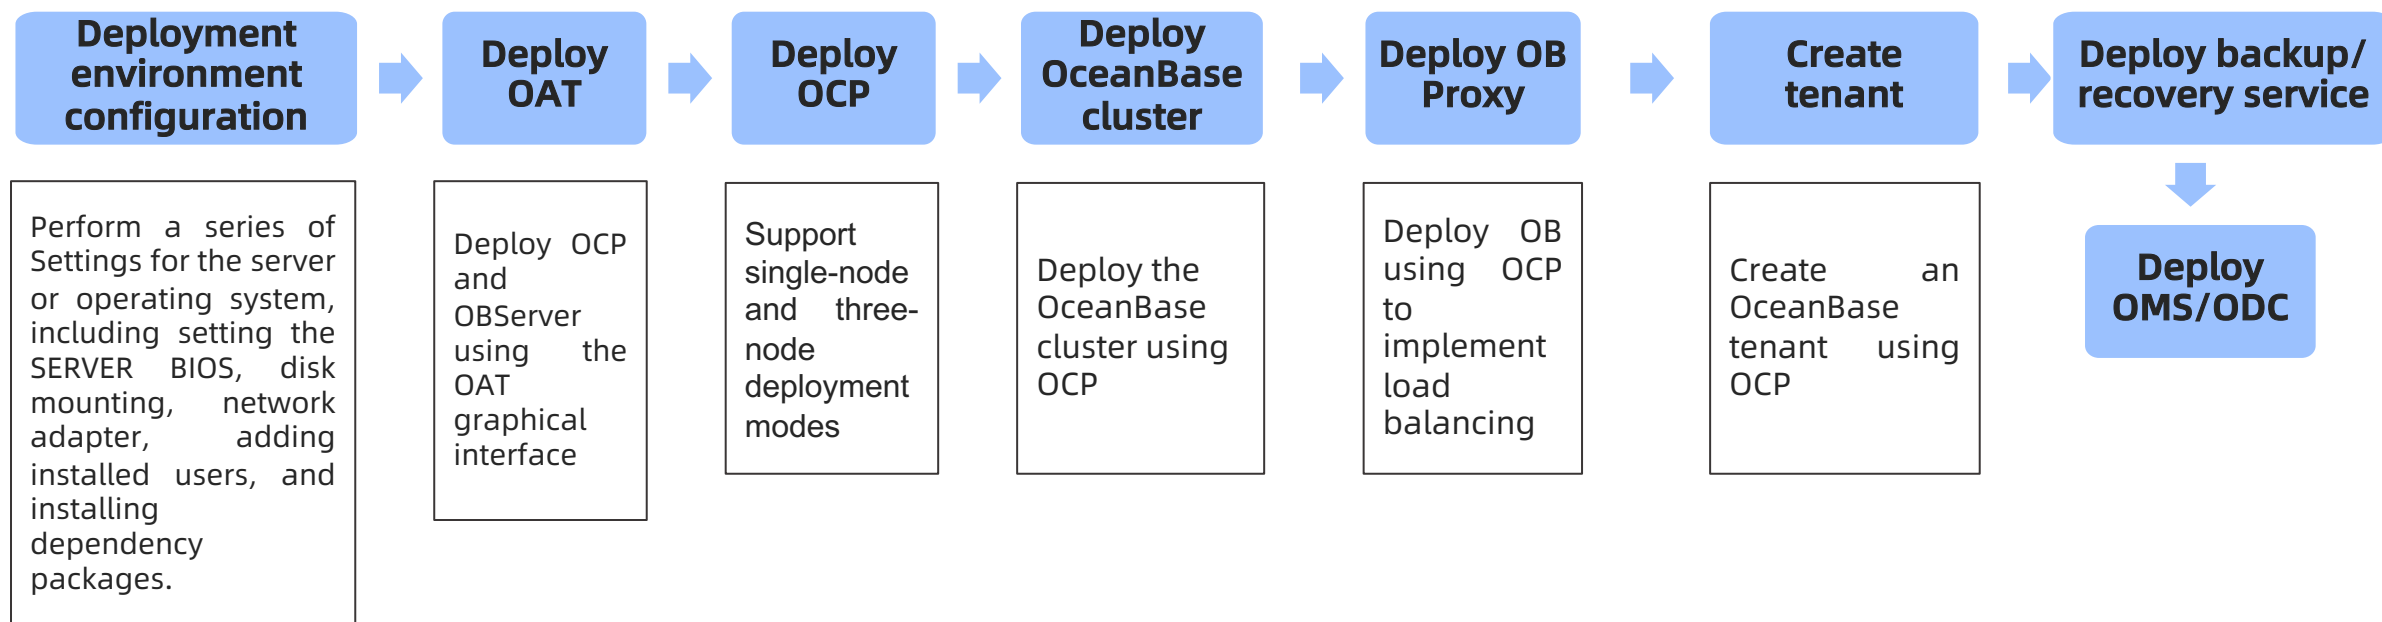 Deployment
environment
configuration
Deploy
OAT
Deploy
OCP
Deploy
OceanBase
cluster
Deploy OB
Proxy
Create
tenant
Deploy backup/
recovery service
Perform a series of
Settings for the server
or operating system,
including setting the
SERVER BIOS, disk
mounting, network
adapter, adding
installed users, and
installing
dependency
packages.
Deploy OCP
and
OBServer
using the
OAT
graphical
interface
Support
single-node
and three-
node
deployment
modes
Deploy the
OceanBase
cluster using
OCP
Deploy OB
using OCP
to
implement
load
balancing
Create an
OceanBase
tenant using
OCP
Deploy
OMS/ODC